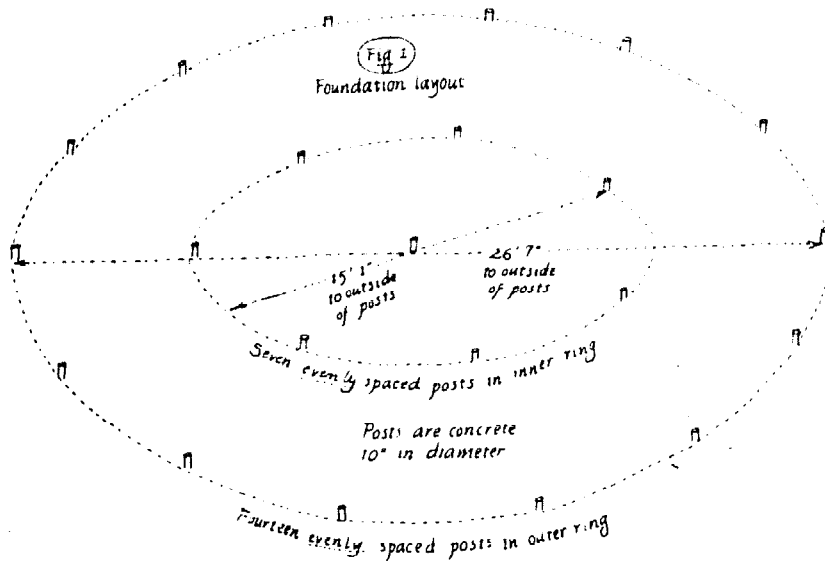 Fig 1
Foundation layout
15' 1"
to outside
of posts
26' 7"
to outside
of posts
Seven evenly spaced posts in inner ring
Posts are concrete
10" in diameter
Fourteen evenly spaced posts in outer ring